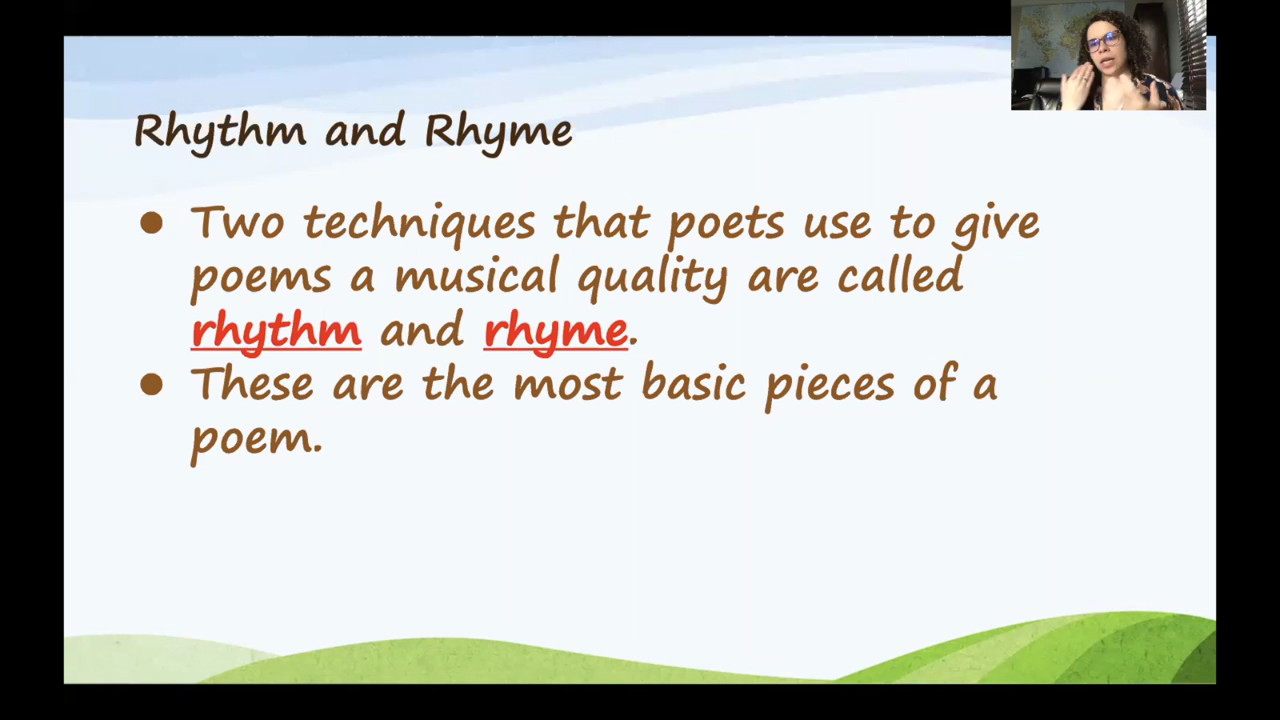 Rhythm and Rhyme
● Two techniques that poets use to give
poems a musical quality are called
rhythm and rhyme.
● These are the most basic pieces of a
poem.